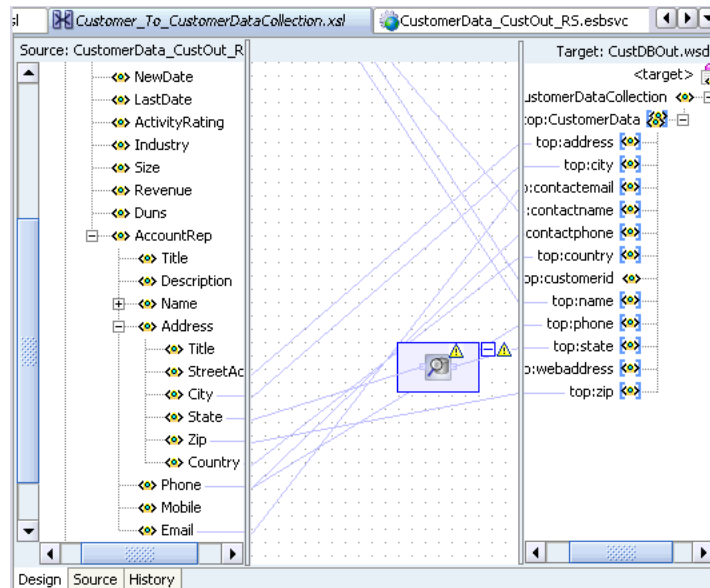 sl Customer_To_CustomerDataCollection.xsl CustomerData_CustOut_RS.esbsvc
Source: CustomerData_CustOut_R
Target: CustDBOut.wsd
NewDate
LastDate
ActivityRating
Industry
Size
Revenue
Duns
AccountRep
Title
Description
Name
Address
Title
StreetAc
City
State
Zip
Country
Phone
Mobile
Email
<target>
ustomerDataCollection
top:CustomerData
top:address
top:city
p:contactemail
:contactname
contactphone
top:country
op:customerid
top:name
top:phone
top:state
p:webaddress
top:zip
Design Source History